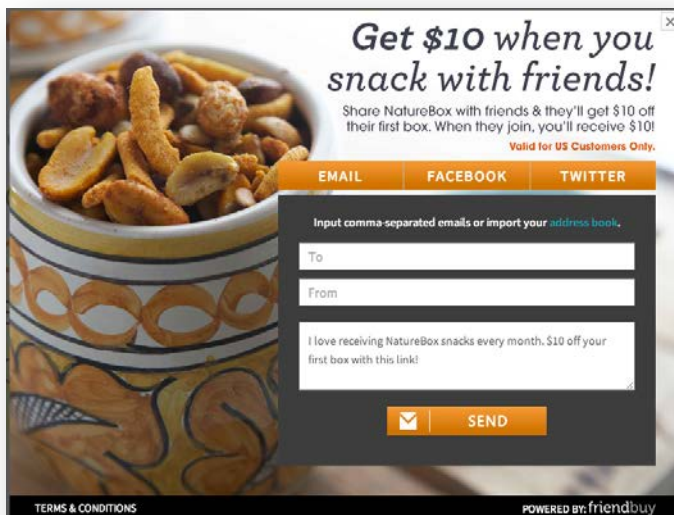 Get $10 when you
snack with friends!
Share NatureBox with friends & they'll get $10 off
their first box. When they join, you'll receive $10!
Valid for US Customers Only.
EMAIL FACEBOOK TWITTER
Input comma-separated emails or import your address book.
To
From
I love receiving NatureBox snacks every month. $10 off your
first box with this link!
SEND
TERMS & CONDITIONS POWERED BY: friendbuy